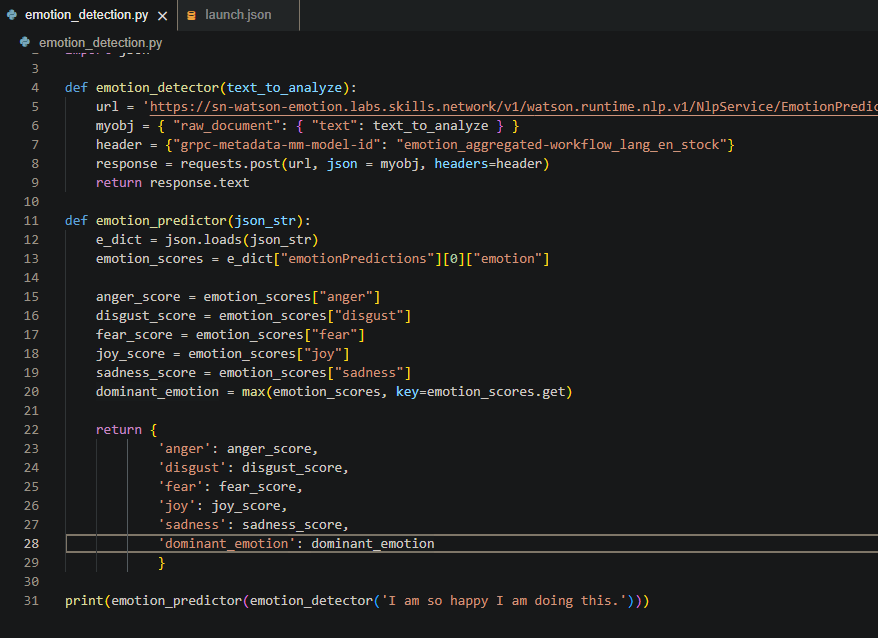 emotion_detection.py
launch.json
emotion_detection.py
2 import json
3
4 def emotion_detector(text_to_analyze):
5     url = 'https://sn-watson-emotion.labs.skills.network/v1/watson.runtime.nlp.v1/NlpService/EmotionPredic
6     myobj = { "raw_document": { "text": text_to_analyze } }
7     header = {"grpc-metadata-mm-model-id": "emotion_aggregated-workflow_lang_en_stock"}
8     response = requests.post(url, json = myobj, headers=header)
9     return response.text
10
11 def emotion_predictor(json_str):
12     e_dict = json.loads(json_str)
13     emotion_scores = e_dict["emotionPredictions"][0]["emotion"]
14
15     anger_score = emotion_scores["anger"]
16     disgust_score = emotion_scores["disgust"]
17     fear_score = emotion_scores["fear"]
18     joy_score = emotion_scores["joy"]
19     sadness_score = emotion_scores["sadness"]
20     dominant_emotion = max(emotion_scores, key=emotion_scores.get)
21
22     return {
23             'anger': anger_score,
24             'disgust': disgust_score,
25             'fear': fear_score,
26             'joy': joy_score,
27             'sadness': sadness_score,
28             'dominant_emotion': dominant_emotion
29             }
30
31 print(emotion_predictor(emotion_detector('I am so happy I am doing this.')))